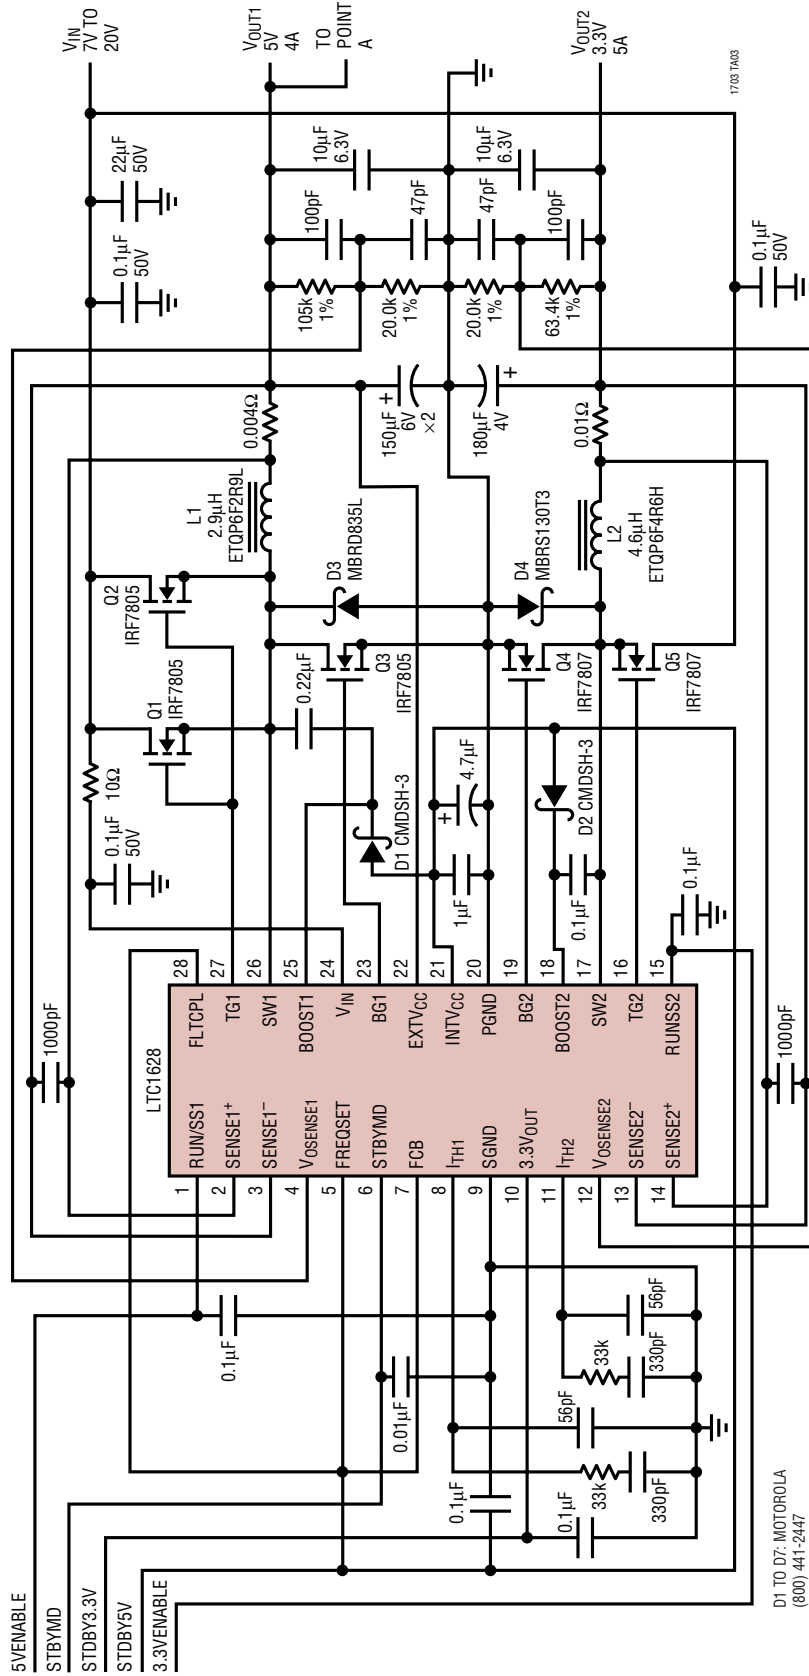 5VENABLE
STBYMD
STDBY3.3V
STDBY5V
3.3VENABLE
0.1µF
0.01µF
0.1µF
0.1µF
33k
330pF
56pF
33k
330pF
56pF
D1 TO D7: MOTOROLA
(800) 441-2447
1000pF
LTC1628
1
2
3
4
5
6
7
8
9
10
11
12
13
14
RUN/SS1
SENSE1+
SENSE1–
VOSENSE1
FREQSET
STBYMD
FCB
ITH1
SGND
3.3VOUT
ITH2
VOSENSE2
SENSE2–
SENSE2+
FLTCPL
TG1
SW1
BOOST1
VIN
BG1
EXTVCC
INTVCC
PGND
BG2
BOOST2
SW2
TG2
RUNSS2
28
27
26
25
24
23
22
21
20
19
18
17
16
15
1000pF
0.1µF
50V
10Ω
Q1
IRF7805
Q2
IRF7805
0.22µF
D1 CMDSH-3
1µF
+
4.7µF
0.1µF
D2 CMDSH-3
0.1µF
Q3
IRF7805
Q4
IRF7807
Q5
IRF7807
D3
MBRD835L
D4
MBRS130T3
L1
2.9µH
ETQP6F2R9L
L2
4.6µH
ETQP6F4R6H
0.004Ω
0.01Ω
150µF
+
6V
×2
180µF
4V
+
105k
1%
20.0k
1%
20.0k
1%
63.4k
1%
100pF
47pF
47pF
100pF
10µF
6.3V
10µF
6.3V
0.1µF
50V
22µF
50V
0.1µF
50V
VIN
7V TO
20V
VOUT1
5V
4A
TO
POINT
A
VOUT2
3.3V
5A
1703 TA03